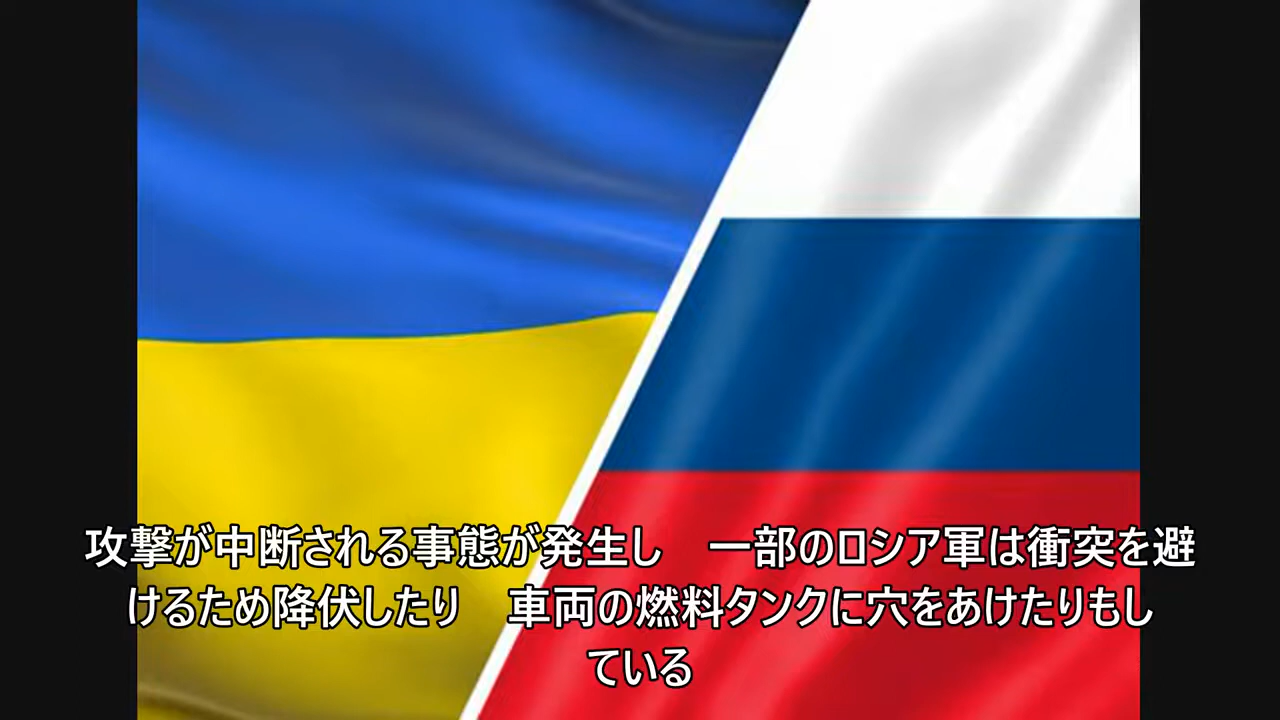 攻撃が中断される事態が発生し　一部のロシア軍は衝突を避
けるため降伏したり　車両の燃料タンクに穴をあけたりもし
ている